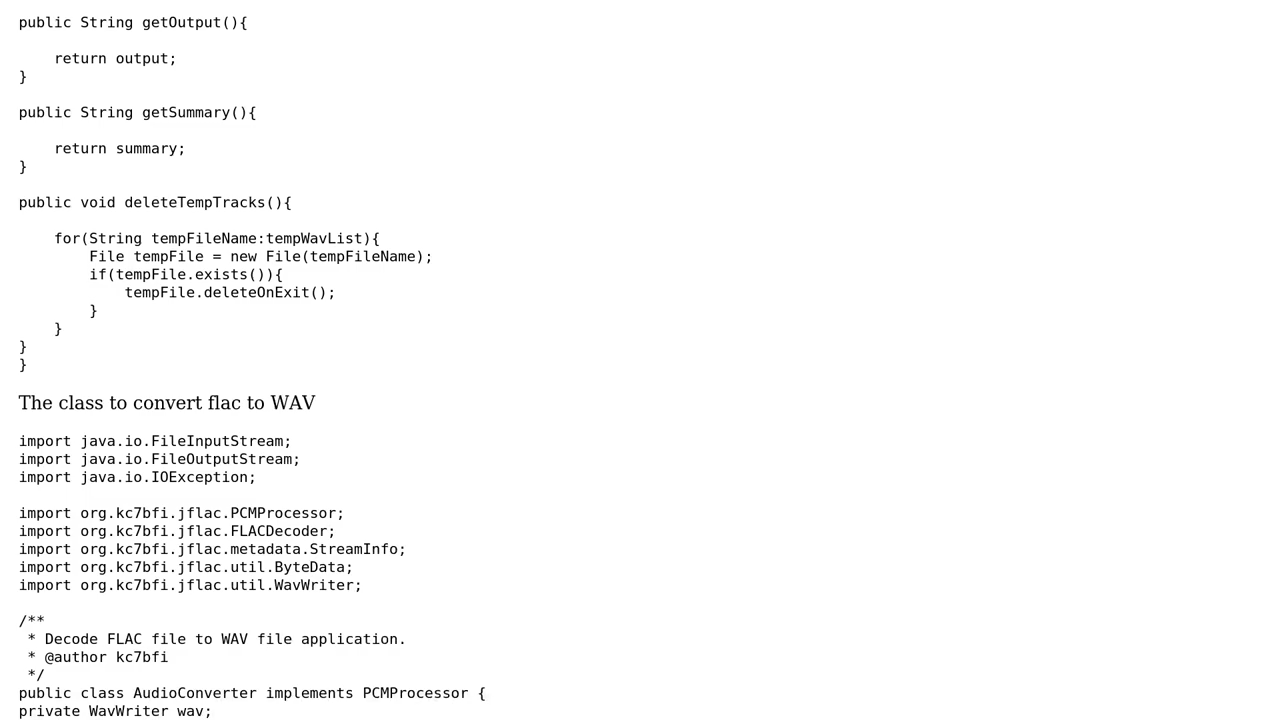 public String getOutput(){
    return output;
}
public String getSummary(){
    return summary;
}
public void deleteTempTracks(){
    for(String tempFileName:tempWavList){
        File tempFile = new File(tempFileName);
        if(tempFile.exists()){
            tempFile.deleteOnExit();
        }
    }
}
}
The class to convert flac to WAV
import java.io.FileInputStream;
import java.io.FileOutputStream;
import java.io.IOException;
import org.kc7bfi.jflac.PCMProcessor;
import org.kc7bfi.jflac.FLACDecoder;
import org.kc7bfi.jflac.metadata.StreamInfo;
import org.kc7bfi.jflac.util.ByteData;
import org.kc7bfi.jflac.util.WavWriter;
/**
 * Decode FLAC file to WAV file application.
 * @author kc7bfi
 */
public class AudioConverter implements PCMProcessor {
private WavWriter wav;